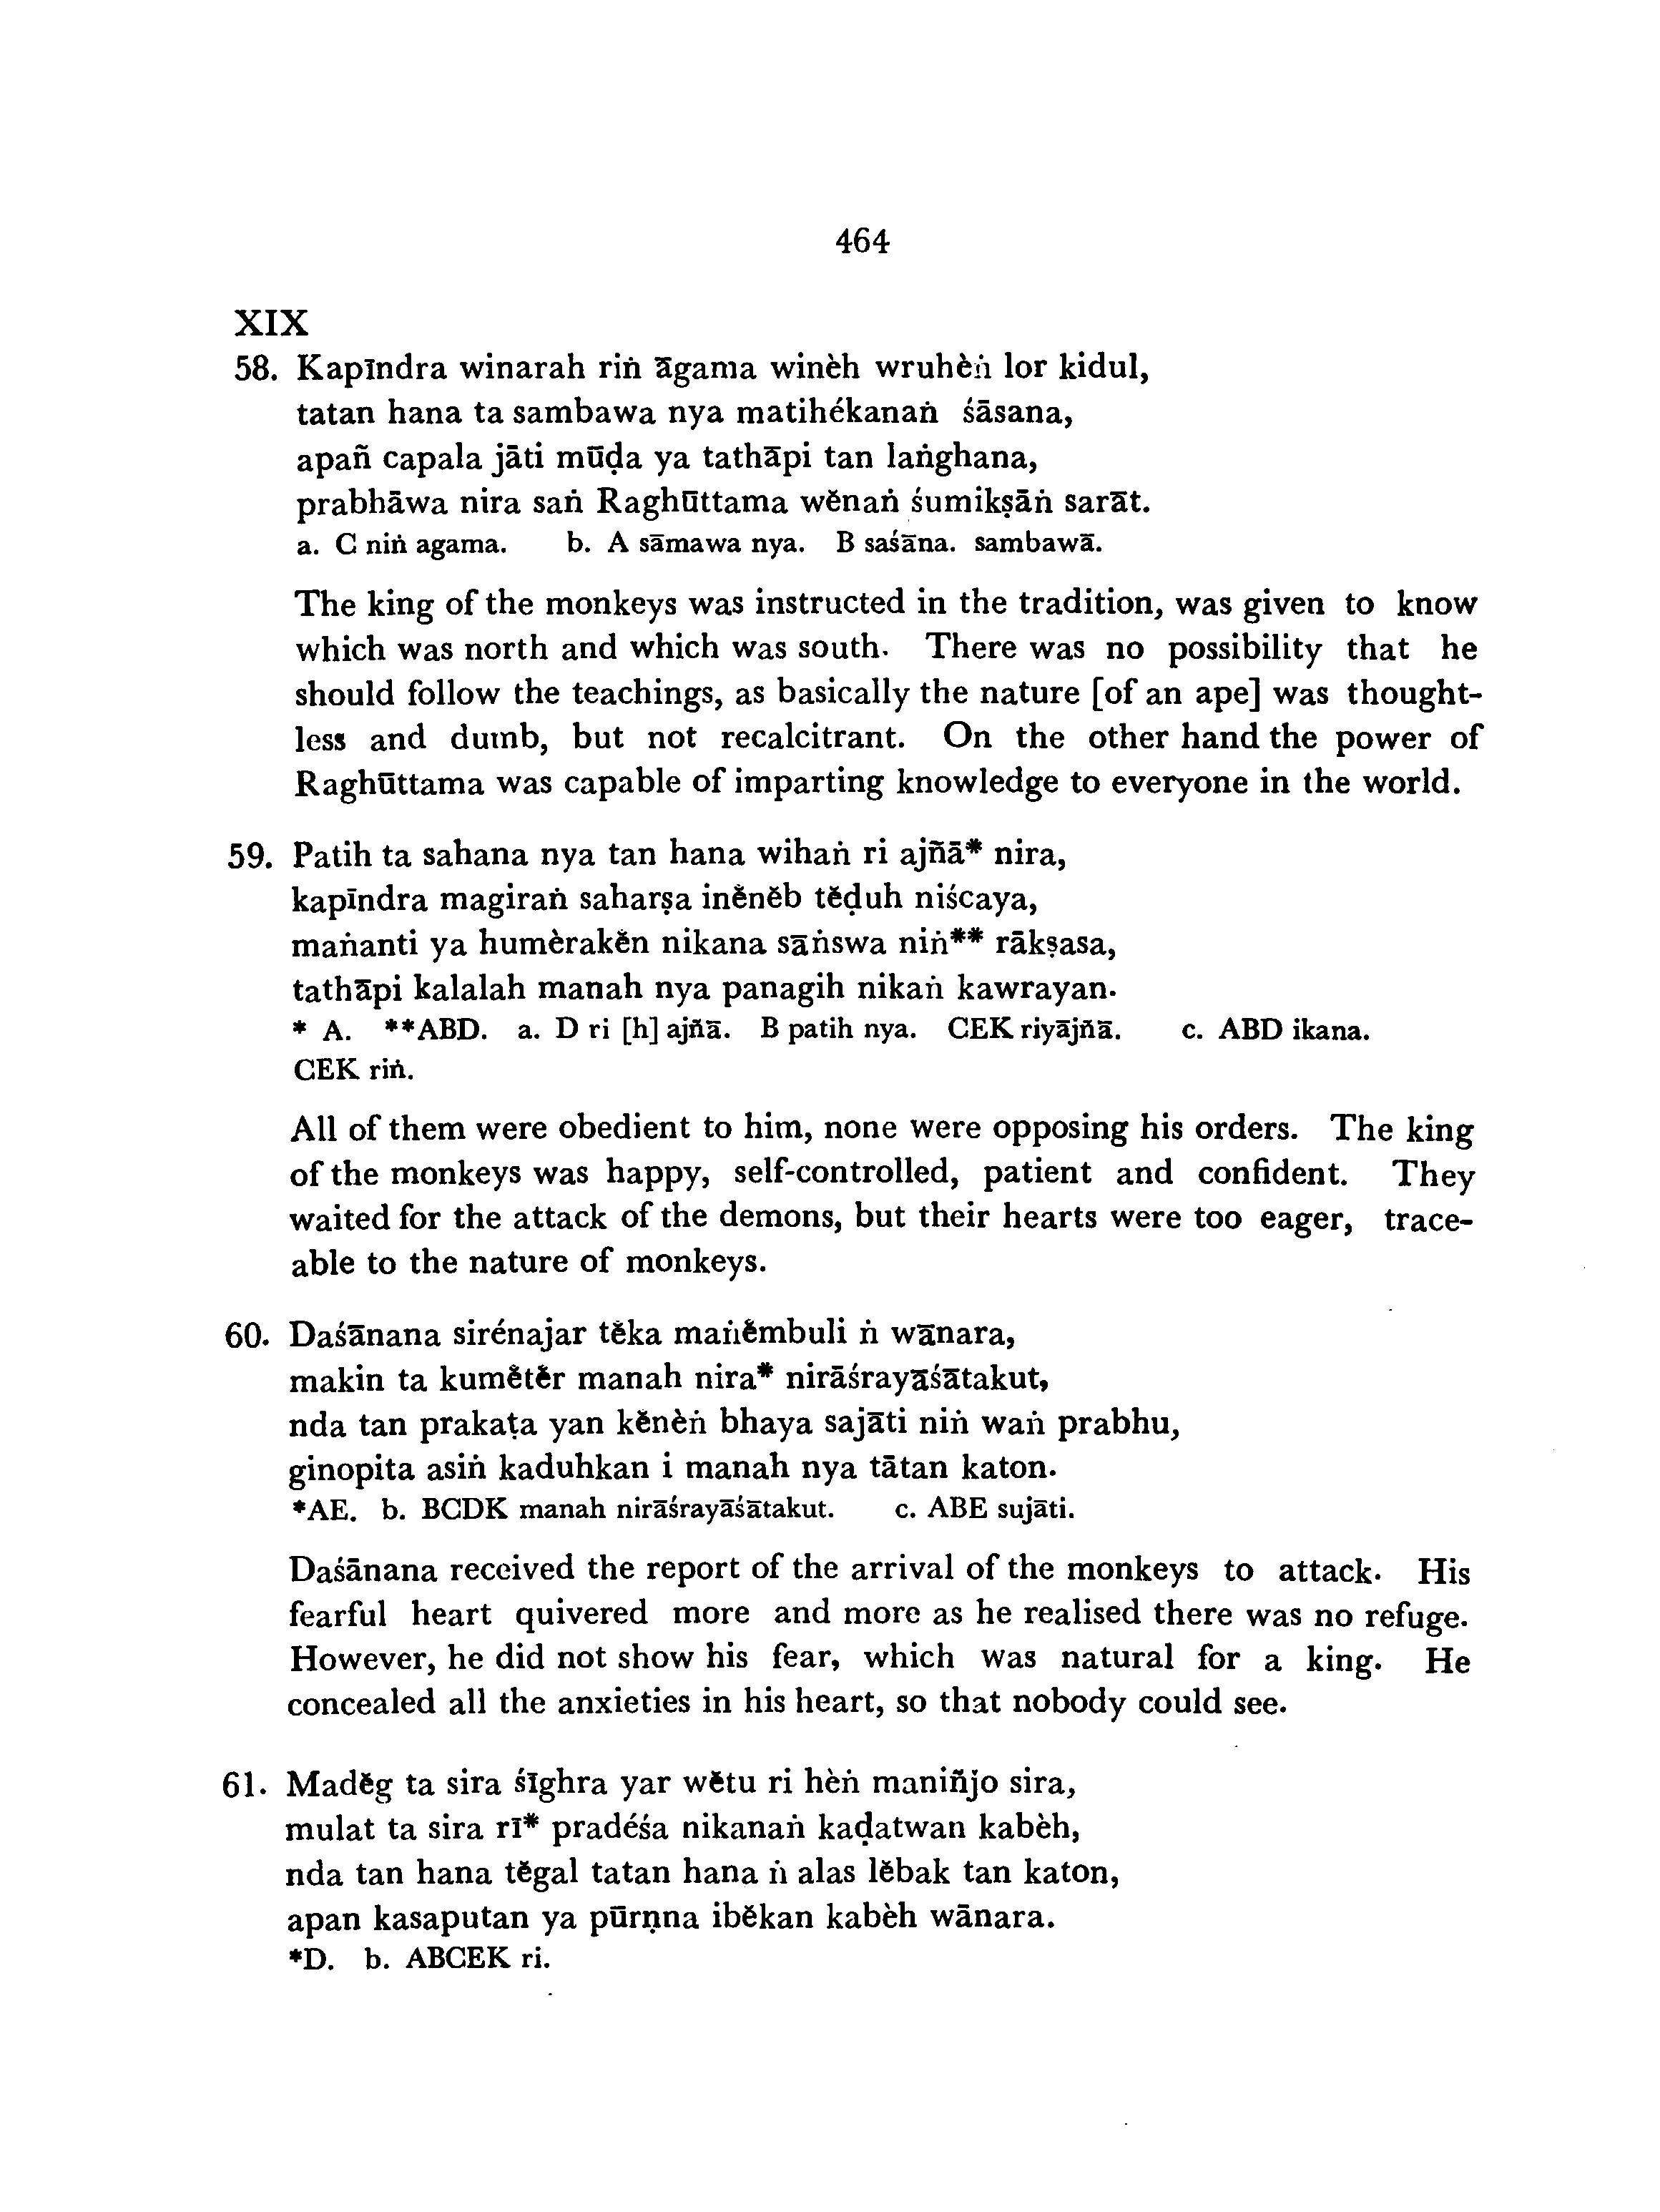 464
XIX
58. Kapīndra winarah riṅ āgama winèh wruhèṅ lor kidul,
tatan hana ta sambawa nya matihékanaṅ śāsana,
apañ capala jāti mūḍa ya tathāpi tan laṅghana,
prabhāwa nira saṅ Raghūttama wĕnaṅ śumikṣāṅ sarāt.
a. C niṅ agama. b. A sāmawa nya. B saśāna. sambawā.
The king of the monkeys was instructed in the tradition, was given to know
which was north and which was south. There was no possibility that he
should follow the teachings, as basically the nature [of an ape] was thought-
less and dumb, but not recalcitrant. On the other hand the power of
Raghūttama was capable of imparting knowledge to everyone in the world.
59. Patih ta sahana nya tan hana wihaṅ ri ajñā* nira,
kapīndra magiraṅ saharṣa inĕnĕb tĕḍuh niścaya,
maṅanti ya humèrakĕn nikana sāṅswa niṅ** rākṣasa,
tathāpi kalalah manah nya panagih nikaṅ kawrayan.
* A. **ABD. a. D ri [h] ajñā. B patih nya. CEK riyājñā. c. ABD ikana.
CEK riṅ.
All of them were obedient to him, none were opposing his orders. The king
of the monkeys was happy, self-controlled, patient and confident. They
waited for the attack of the demons, but their hearts were too eager, trace-
able to the nature of monkeys.
60. Daśānana sirénajar tĕka maṅĕmbuli ṅ wānara,
makin ta kumĕtĕr manah nira* nirāśrayāśātakut,
nda tan prakaṭa yan kĕnèṅ bhaya sajāti niṅ waṅ prabhu,
ginopita asiṅ kaduhkan i manah nya tātan katon.
*AE. b. BCDK manah nirāśrayāśātakut. c. ABE sujāti.
Daśānana received the report of the arrival of the monkeys to attack. His
fearful heart quivered more and more as he realised there was no refuge.
However, he did not show his fear, which was natural for a king. He
concealed all the anxieties in his heart, so that nobody could see.
61. Madĕg ta sira śīghra yar wĕtu ri hèṅ maniñjo sira,
mulat ta sira rī* pradéśa nikanaṅ kaḍatwan kabèh,
nda tan hana tĕgal tatan hana ṅ alas lĕbak tan katon,
apan kasaputan ya pūrṇna ibĕkan kabèh wānara.
*D. b. ABCEK ri.